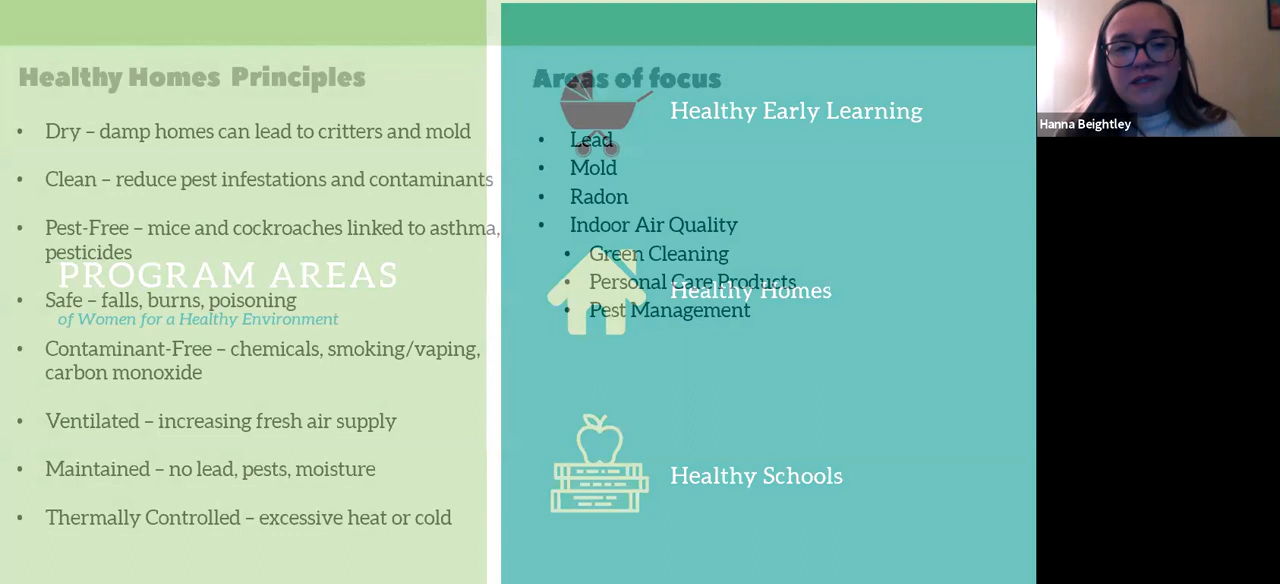 Healthy Homes Principles
• Dry – damp homes can lead to critters and mold
• Clean – reduce pest infestations and contaminants
• Pest-Free – mice and cockroaches linked to asthma,
pesticides
PROGRAM AREAS
• Safe – falls, burns, poisoning
of Women for a Healthy Environment
• Contaminant-Free – chemicals, smoking/vaping,
carbon monoxide
• Ventilated – increasing fresh air supply
• Maintained – no lead, pests, moisture
• Thermally Controlled – excessive heat or cold
Areas of focus
Healthy Early Learning
• Lead
• Mold
• Radon
• Indoor Air Quality
• Green Cleaning
• Personal Care Products
Healthy Homes
• Pest Management
Healthy Schools
Hanna Beightley